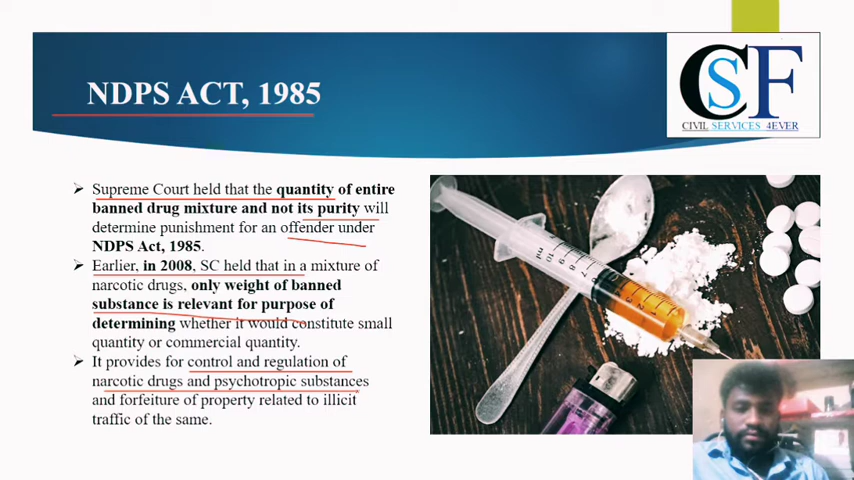 NDPS ACT, 1985
CSF
CIVIL SERVICES 4EVER
➢ Supreme Court held that the quantity of entire
banned drug mixture and not its purity will
determine punishment for an offender under
NDPS Act, 1985.
➢ Earlier, in 2008, SC held that in a mixture of
narcotic drugs, only weight of banned
substance is relevant for purpose of
determining whether it would constitute small
quantity or commercial quantity.
➢ It provides for control and regulation of
narcotic drugs and psychotropic substances
and forfeiture of property related to illicit
traffic of the same.